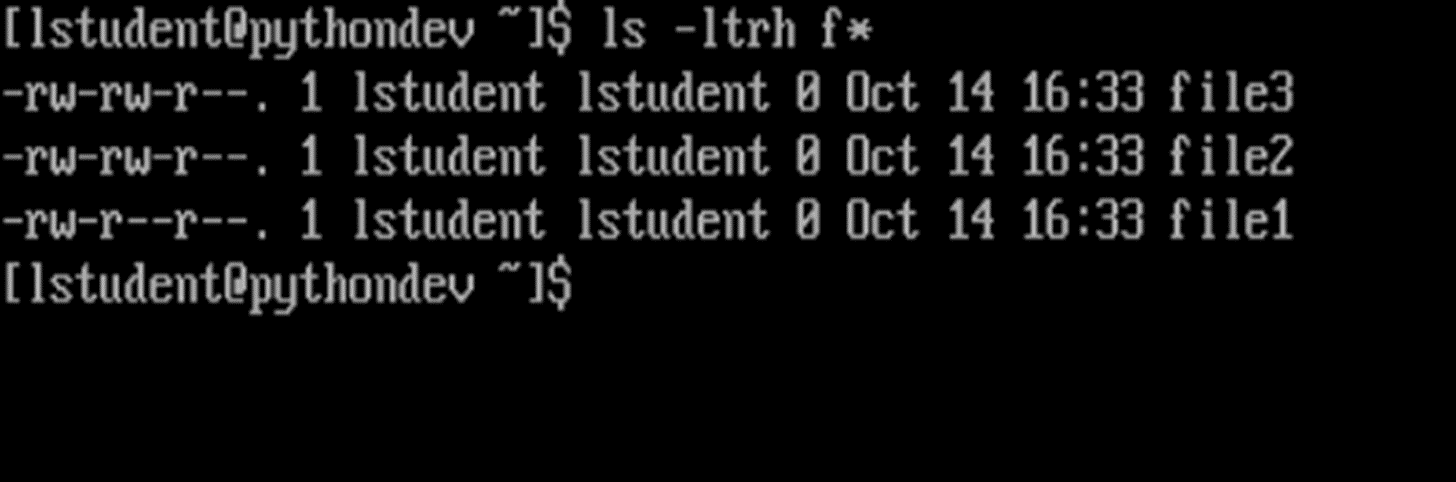 [lstudent@pythondev ~]$ ls -ltrh f*
-rw-rw-r--. 1 lstudent lstudent 0 Oct 14 16:33 file3
-rw-rw-r--. 1 lstudent lstudent 0 Oct 14 16:33 file2
-rw-r--r--. 1 lstudent lstudent 0 Oct 14 16:33 file1
[lstudent@pythondev ~]$